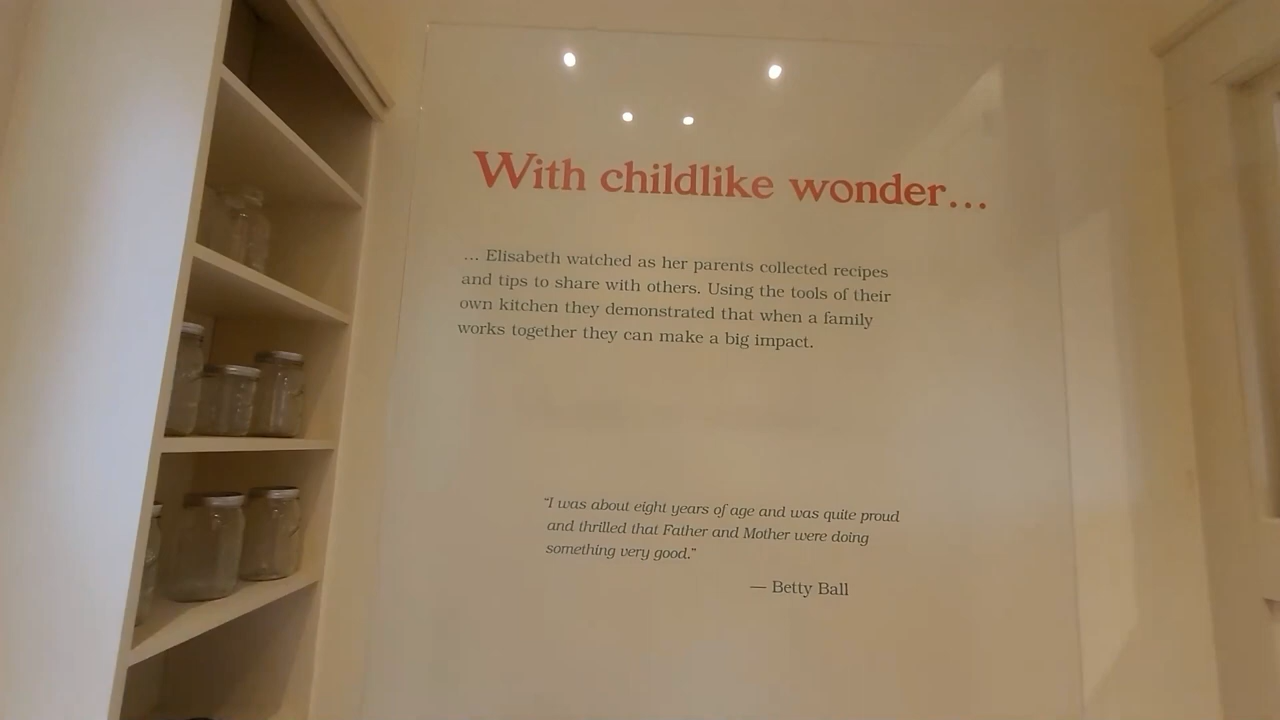 With childlike wonder...
... Elisabeth watched as her parents collected recipes
and tips to share with others. Using the tools of their
own kitchen they demonstrated that when a family
works together they can make a big impact.
“I was about eight years of age and was quite proud
and thrilled that Father and Mother were doing
something very good.”
— Betty Ball